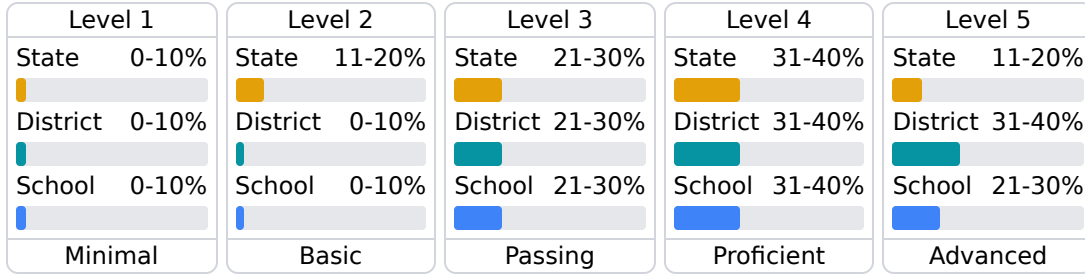 Level 1
State 0-10%
District 0-10%
School 0-10%
Minimal
Level 2
State 11-20%
District 0-10%
School 0-10%
Basic
Level 3
State 21-30%
District 21-30%
School 21-30%
Passing
Level 4
State 31-40%
District 31-40%
School 31-40%
Proficient
Level 5
State 11-20%
District 31-40%
School 21-30%
Advanced